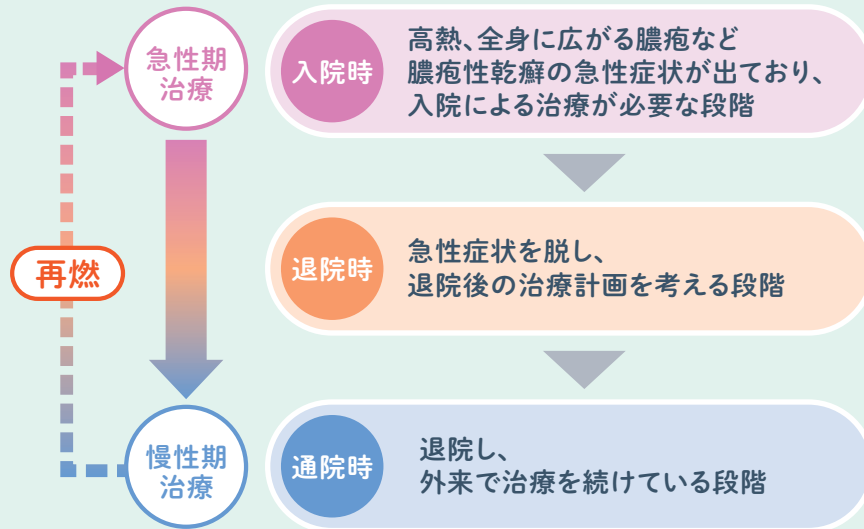 急性期
治療
入院時
高熱、全身に広がる膿疱など
膿疱性乾癬の急性症状が出ており、
入院による治療が必要な段階
再燃
退院時
急性症状を脱し、
退院後の治療計画を考える段階
慢性期
治療
通院時
退院し、
外来で治療を続けている段階